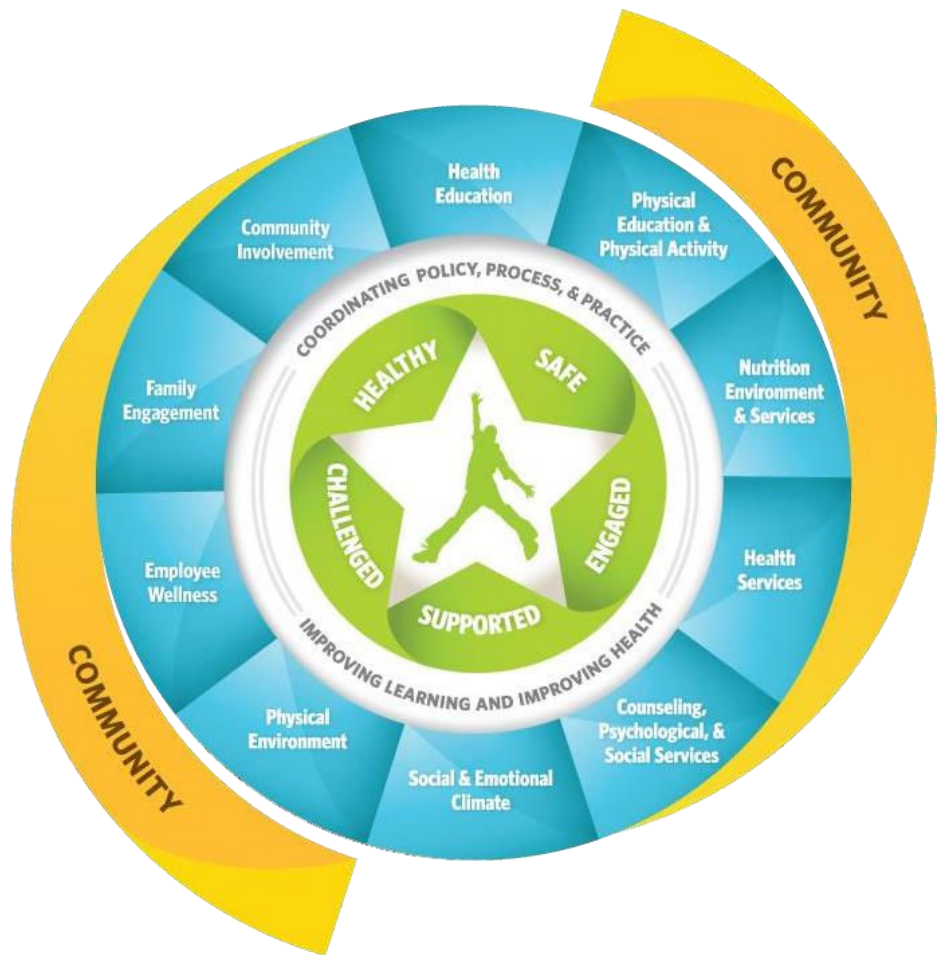 COMMUNITY
Health
Education
Physical
Education &
Physical Activity
Nutrition
Environment
& Services
Health
Services
Counseling,
Psychological, &
Social Services
Social & Emotional
Climate
Physical
Environment
Employee
Wellness
Family
Engagement
Community
Involvement
COORDINATING POLICY, PROCESS, & PRACTICE
IMPROVING LEARNING AND IMPROVING HEALTH
HEALTHY
SAFE
ENGAGED
SUPPORTED
CHALLENGED
COMMUNITY